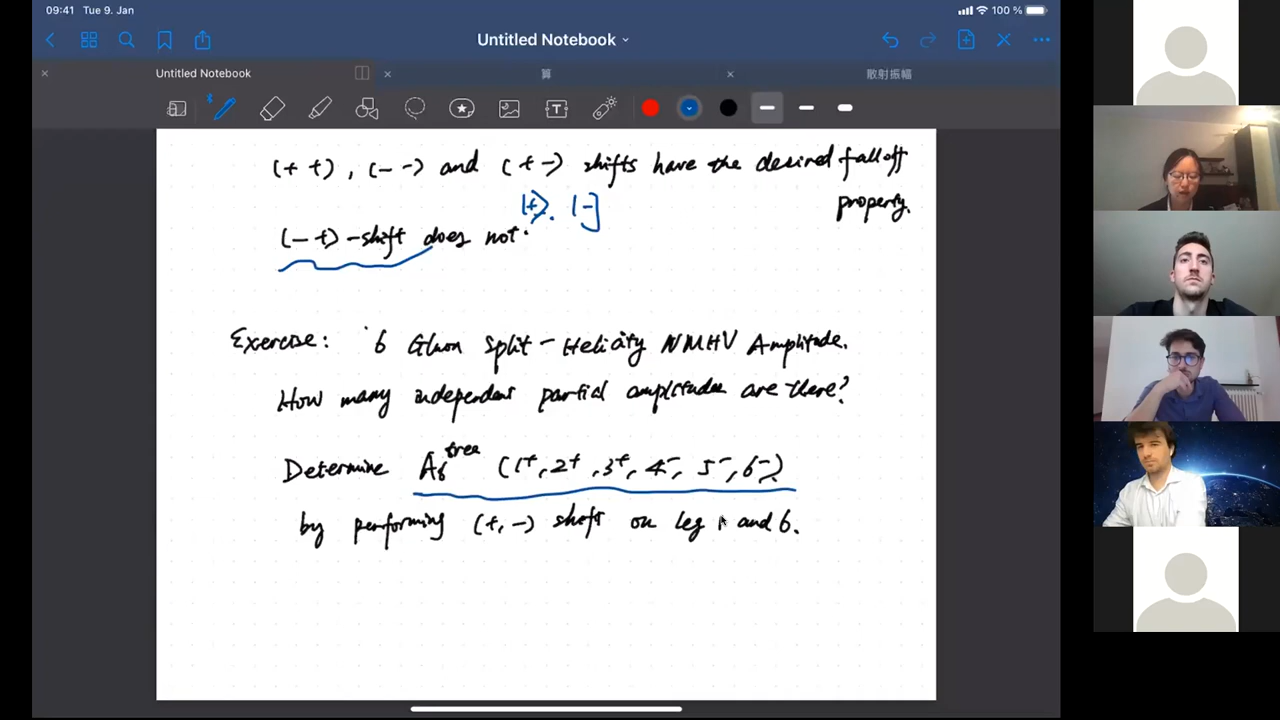 09:41 Tue 9. Jan
100 %
Untitled Notebook
Untitled Notebook
算
散射振幅
(+ +), (- -) and (+ -) shifts have the desired falloff
property.
|+>. |-]
(- +) -shift does not.
Exercise: 6 Gluon Split-Helicity NMHV Amplitude.
How many independent partial amplitudes are there?
Determine A6^tree (1+, 2+, 3+, 4-, 5-, 6-)
by performing (+, -) shift on leg 1 and 6.